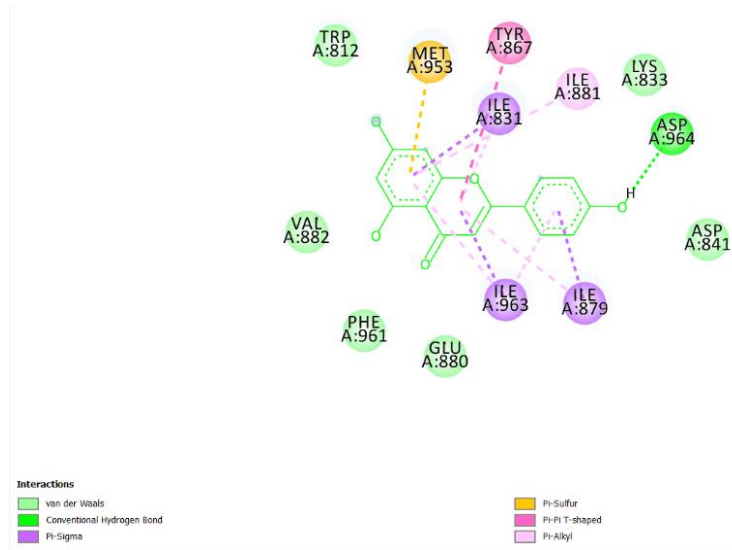 TRP
A:812
MET
A:953
TYR
A:867
ILE
A:881
LYS
A:833
ILE
A:831
ASP
A:964
O
O
H
O
VAL
A:882
O
O
ASP
A:841
ILE
A:963
ILE
A:879
PHE
A:961
GLU
A:880
Interactions
van der Waals
Conventional Hydrogen Bond
Pi-Sigma
Pi-Sulfur
Pi-Pi T-shaped
Pi-Alkyl